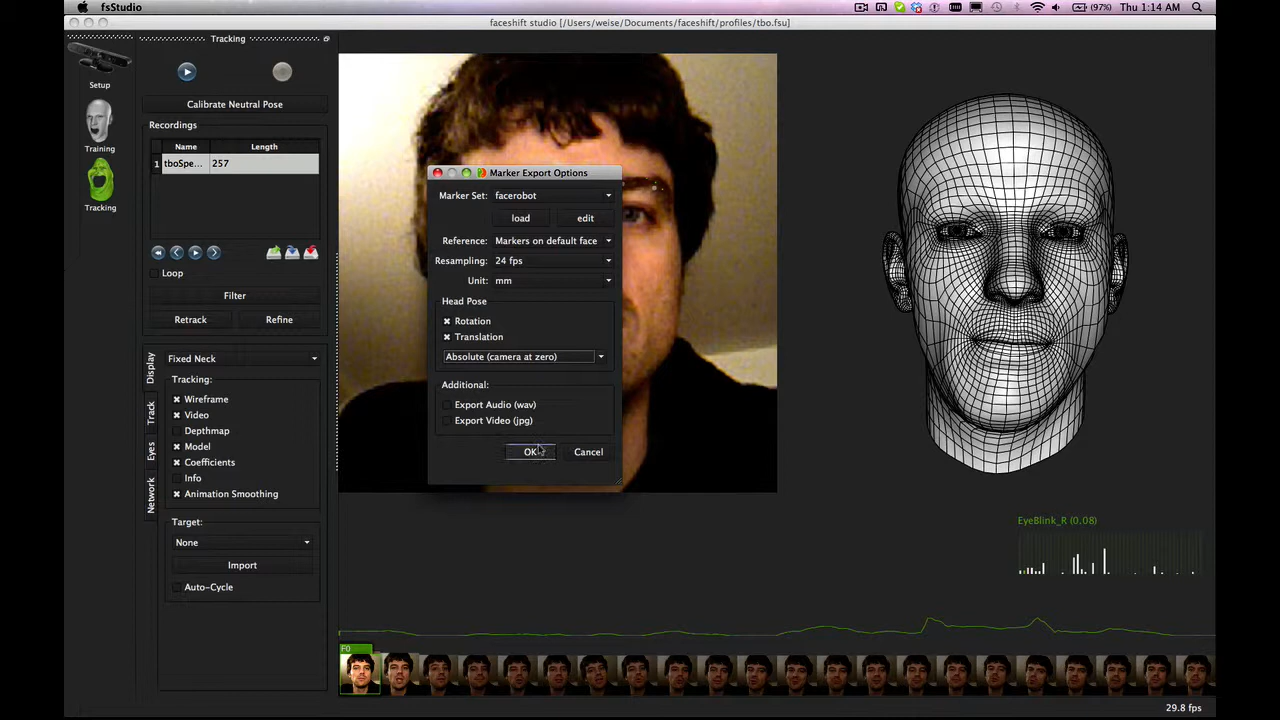 fsStudio
(97%) Thu 1:14 AM
faceshift studio [/Users/weise/Documents/faceshift/profiles/tbo.fsu]
Tracking
Setup
Training
Tracking
Calibrate Neutral Pose
Recordings
Name Length
1 tboSpe... 257
Loop
Filter
Retrack Refine
Display
Track
Eyes
Network
Fixed Neck
Tracking:
Wireframe
Video
Depthmap
Model
Coefficients
Info
Animation Smoothing
Target:
None
Import
Auto-Cycle
Marker Export Options
Marker Set: facerobot
load edit
Reference: Markers on default face
Resampling: 24 fps
Unit: mm
Head Pose
Rotation
Translation
Absolute (camera at zero)
Additional:
Export Audio (wav)
Export Video (jpg)
OK Cancel
EyeBlink_R (0.08)
F0
29.8 fps